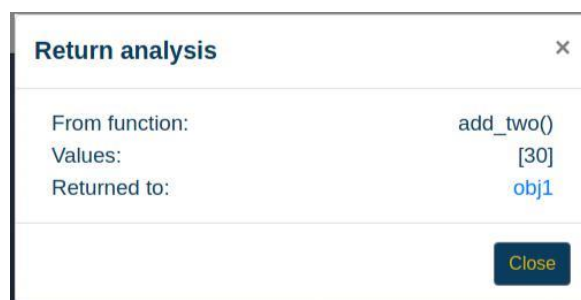 Return analysis ×
From function: add_two()
Values: [30]
Returned to: obj1
Close